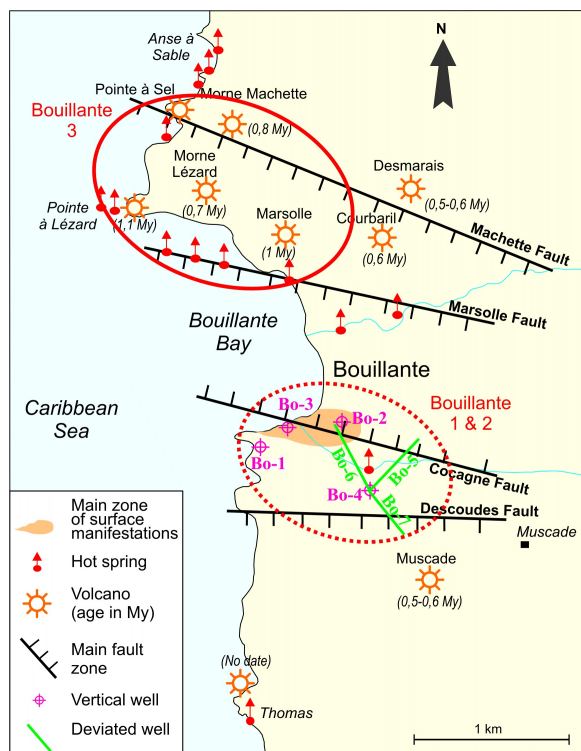 Anse à
Sable
N
Pointe à Sel
Morne Machette
Bouillante
3
(0,8 My)
Morne
Lézard
Desmarais
(0,5-0,6 My)
Pointe
à Lézard
(1,1 My)
(0,7 My)
Marsolle
(1 My)
Courbaril
(0,6 My)
Machette Fault
Marsolle Fault
Bouillante
Bay
Bouillante
Caribbean
Sea
Bo-3
Bo-2
Bouillante
1 & 2
Bo-1
Bo-6
Bo-5
Cocagne Fault
Bo-4
Bo-7
Descoudes Fault
Muscade
Muscade
(0,5-0,6 My)
(No date)
Thomas
1 km
Main zone
of surface
manifestations
Hot spring
Volcano
(age in My)
Main fault
zone
Vertical well
Deviated well